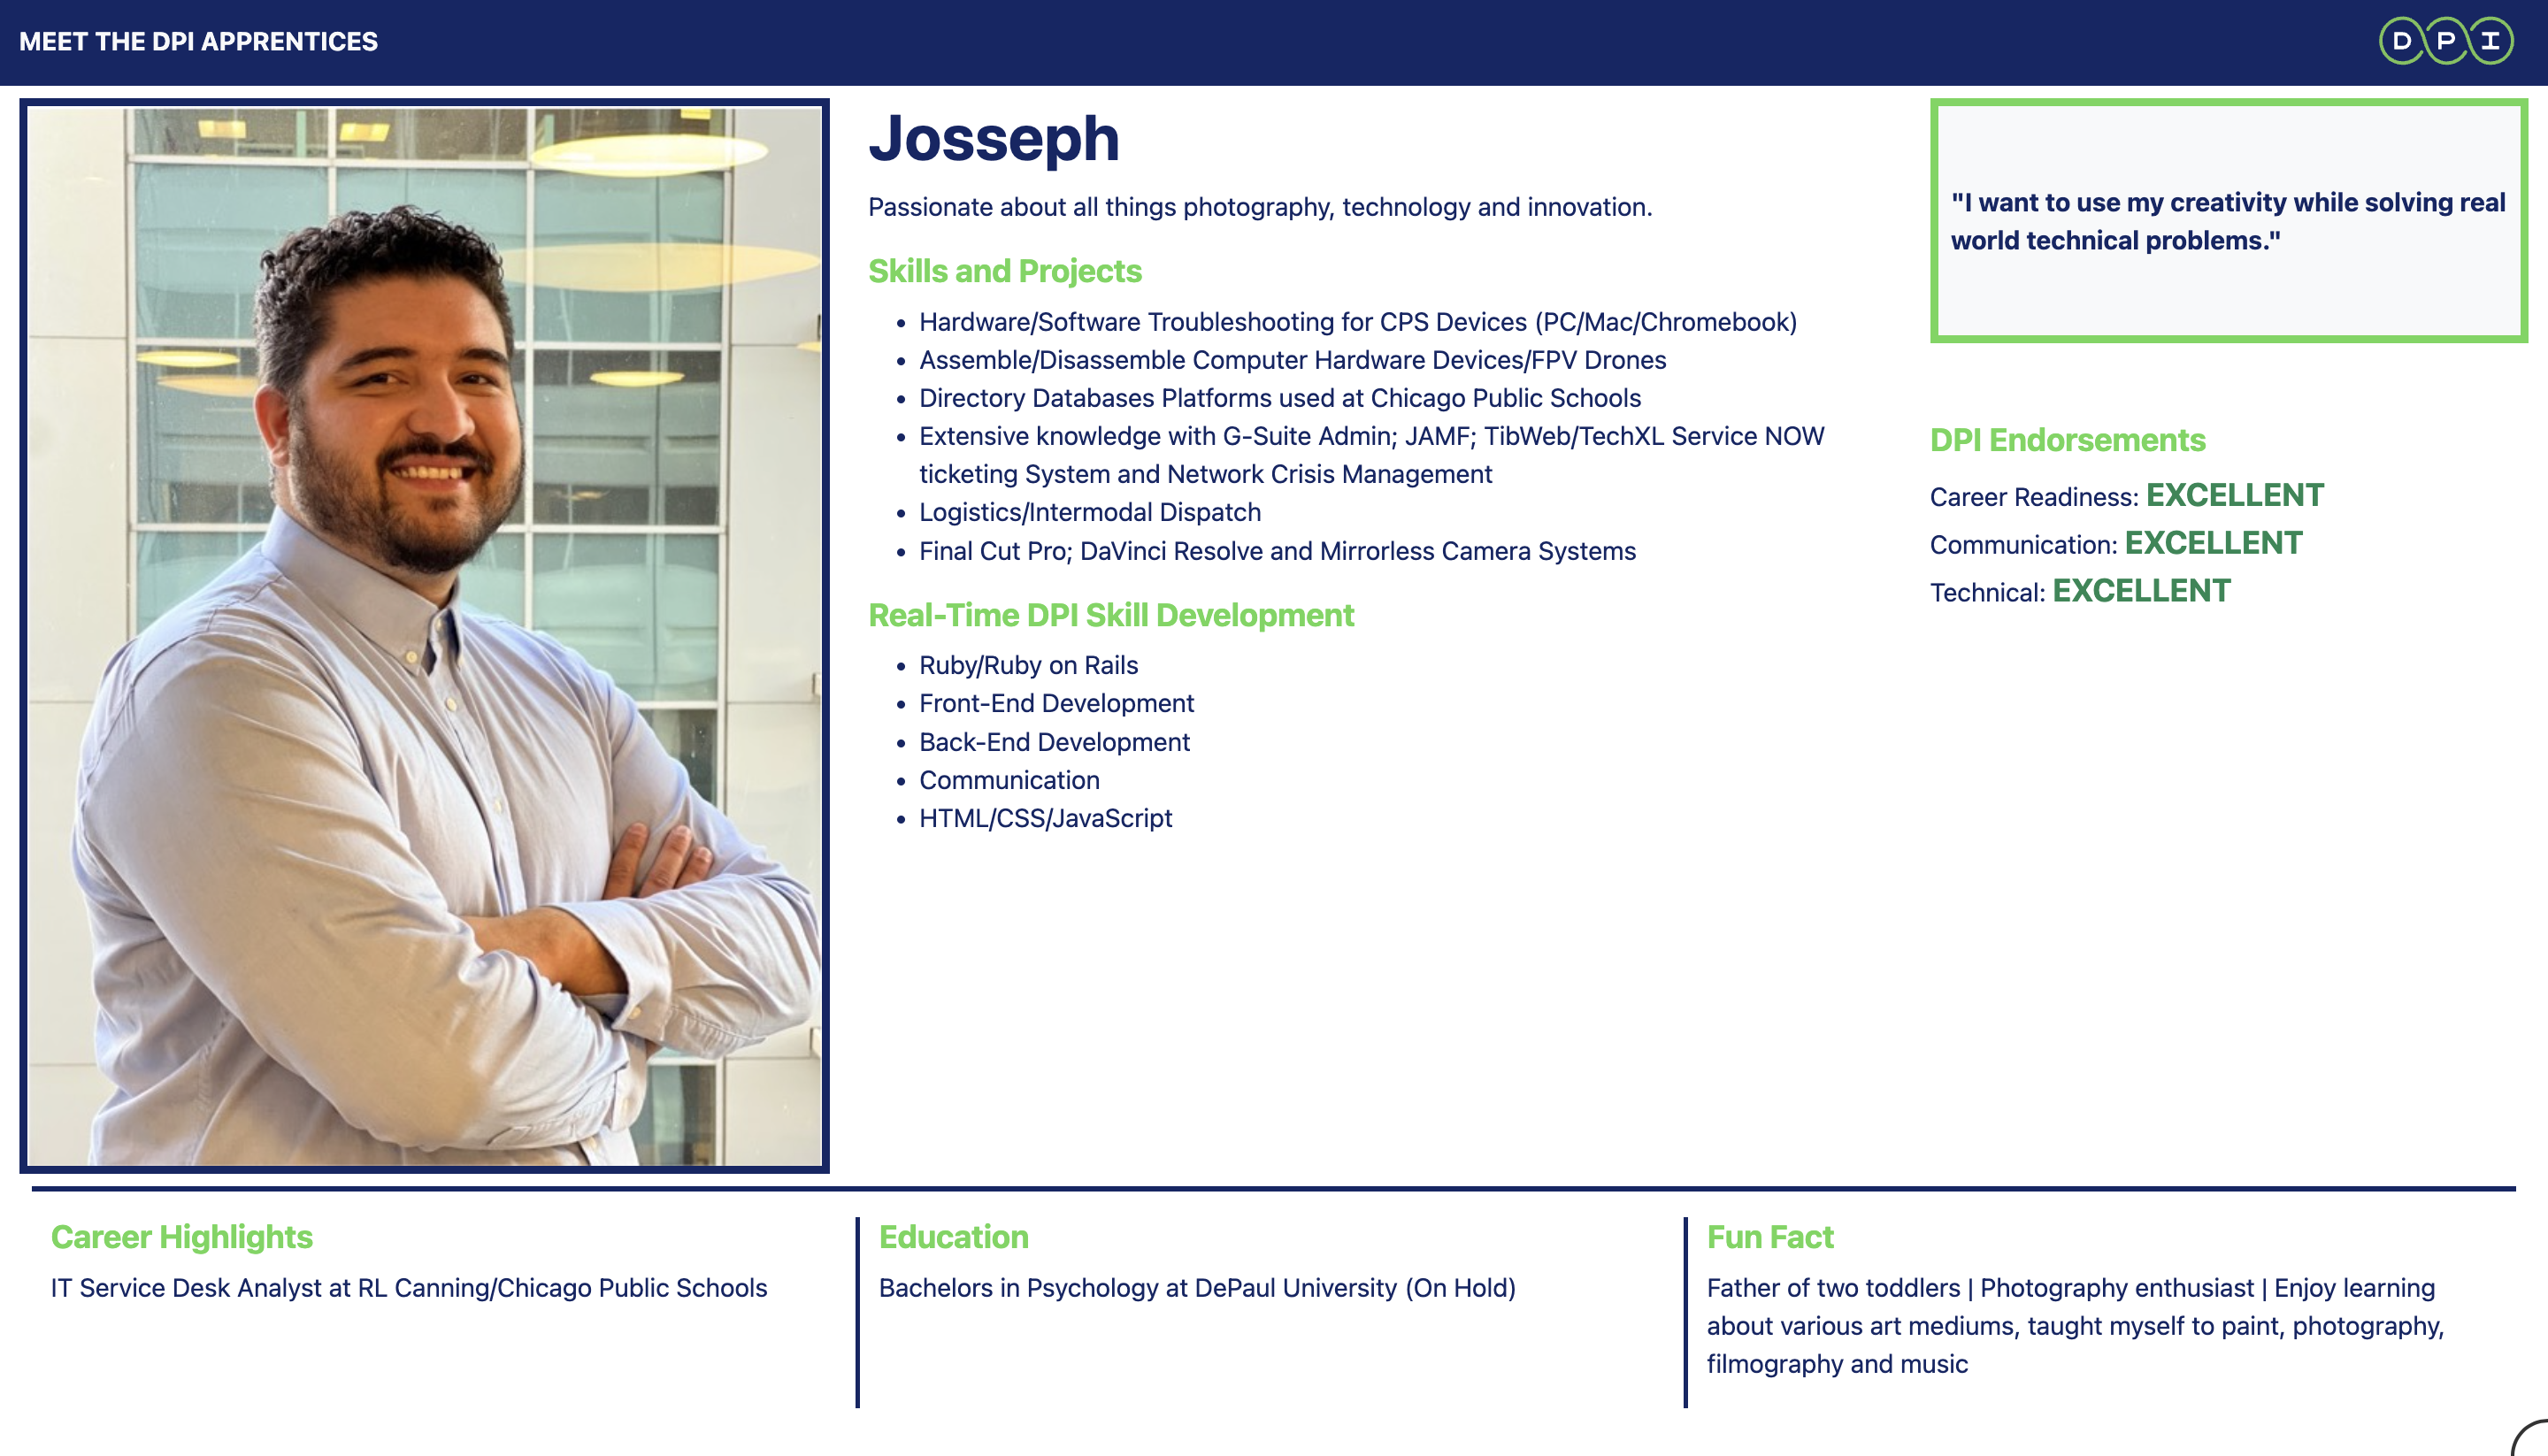 MEET THE DPI APPRENTICES
D P I
Josseph
Passionate about all things photography, technology and innovation.
Skills and Projects
• Hardware/Software Troubleshooting for CPS Devices (PC/Mac/Chromebook)
• Assemble/Disassemble Computer Hardware Devices/FPV Drones
• Directory Databases Platforms used at Chicago Public Schools
• Extensive knowledge with G-Suite Admin; JAMF; TibWeb/TechXL Service NOW
ticketing System and Network Crisis Management
• Logistics/Intermodal Dispatch
• Final Cut Pro; DaVinci Resolve and Mirrorless Camera Systems
Real-Time DPI Skill Development
• Ruby/Ruby on Rails
• Front-End Development
• Back-End Development
• Communication
• HTML/CSS/JavaScript
"I want to use my creativity while solving real
world technical problems."
DPI Endorsements
Career Readiness: EXCELLENT
Communication: EXCELLENT
Technical: EXCELLENT
Career Highlights
IT Service Desk Analyst at RL Canning/Chicago Public Schools
Education
Bachelors in Psychology at DePaul University (On Hold)
Fun Fact
Father of two toddlers | Photography enthusiast | Enjoy learning
about various art mediums, taught myself to paint, photography,
filmography and music